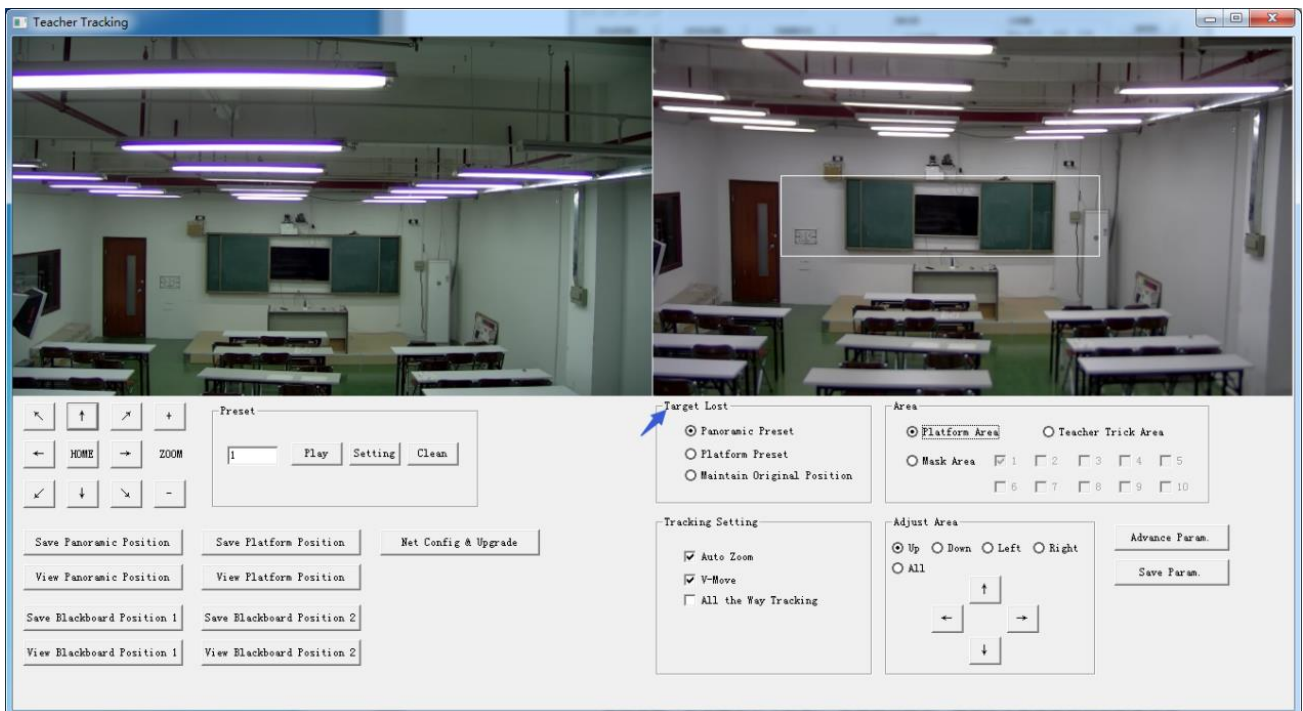 Teacher Tracking
Preset
1 Play Setting Clean
HOME ZOOM
+
-
Save Panoramic Position Save Platform Position Net Config & Upgrade
View Panoramic Position View Platform Position
Save Blackboard Position 1 Save Blackboard Position 2
View Blackboard Position 1 View Blackboard Position 2
Target Lost
Panoramic Preset
Platform Preset
Maintain Original Position
Area
Platform Area Teacher Trick Area
Mask Area 1 2 3 4 5
6 7 8 9 10
Tracking Setting
Auto Zoom
V-Move
All the Way Tracking
Adjust Area
Up Down Left Right
All
Advance Param.
Save Param.